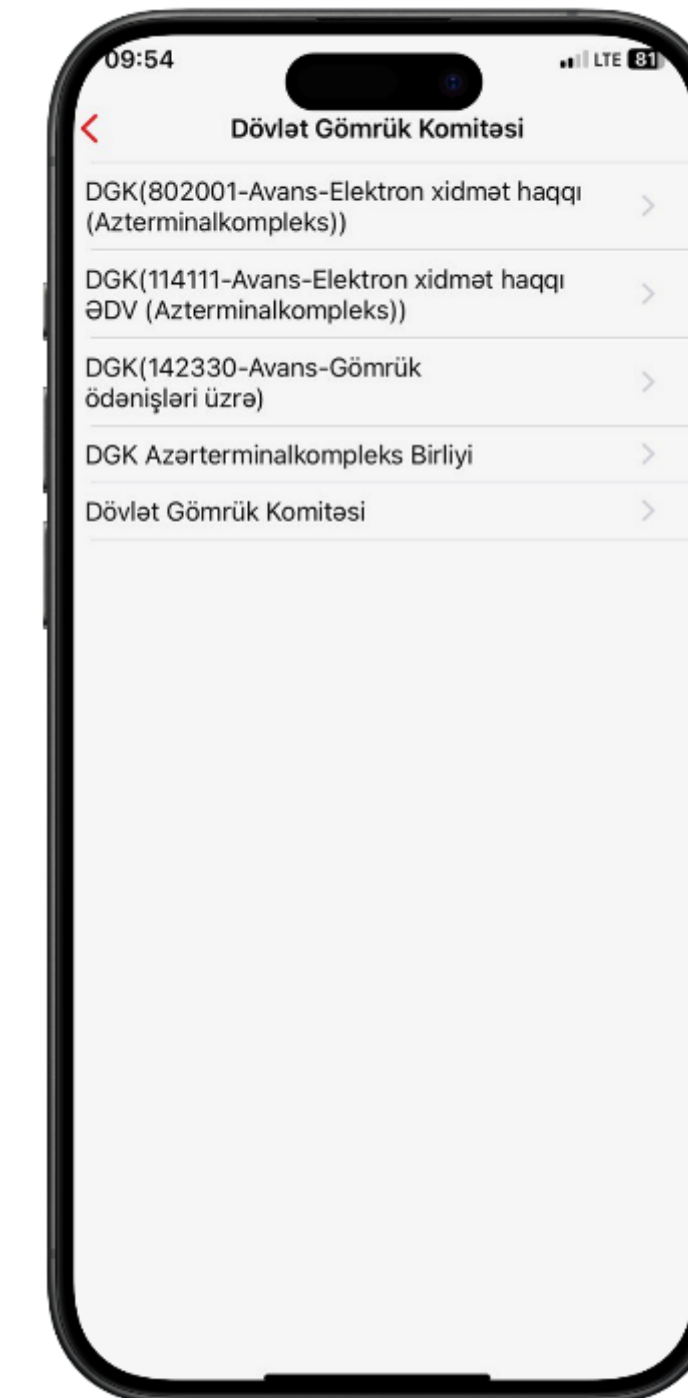 09:54
LTE 81
Dövlət Gömrük Komitəsi
DGK(802001-Avans-Elektron xidmət haqqı
(Azterminalkompleks))
DGK(114111-Avans-Elektron xidmət haqqı
ƏDV (Azterminalkompleks))
DGK(142330-Avans-Gömrük
ödənişləri üzrə)
DGK Azərterminalkompleks Birliyi
Dövlət Gömrük Komitəsi